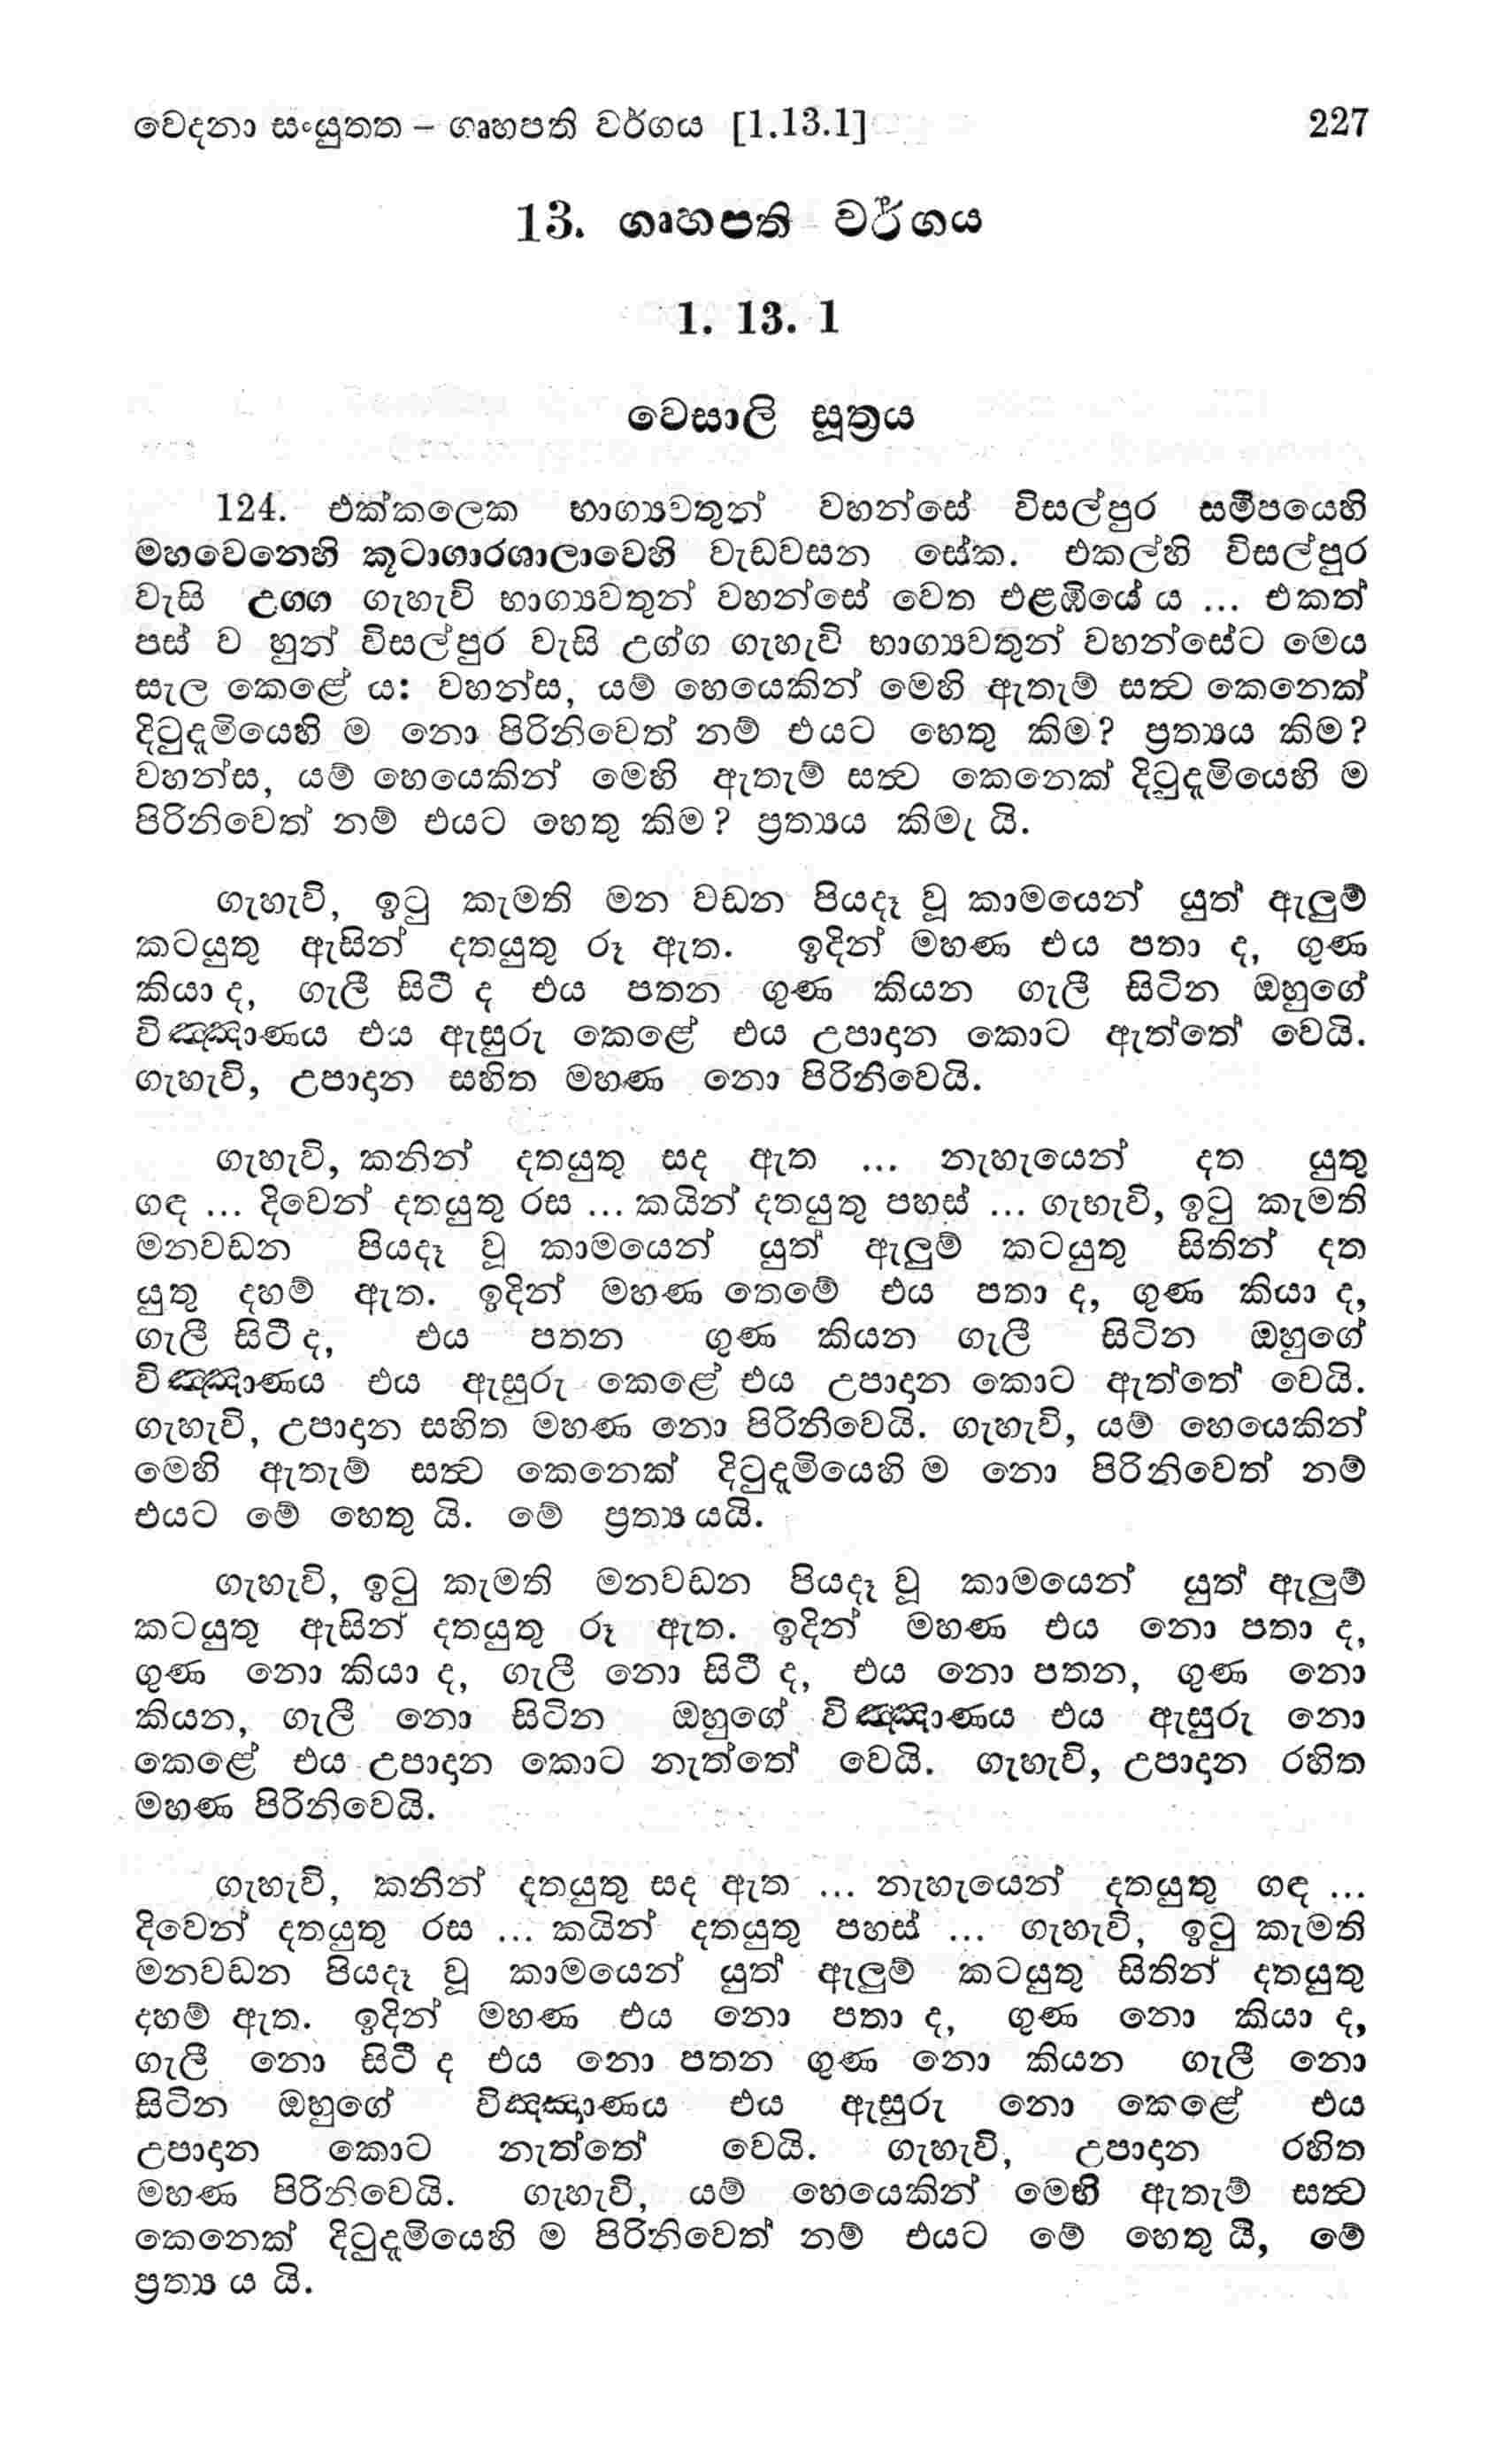 වෙදනා සංයුතත – ගෘහපති වර්ගය [1.13.1] 227
13. ගෘහපති වර්ගය
1. 13. 1
වෙසාලි සූත්‍රය
124. එක්කලෙක භාග්‍යවතුන් වහන්සේ විසල්පුර සමීපයෙහි
මහවෙනෙහි කූටාගාරශාලාවෙහි වැඩවසන සේක. එකල්හි විසල්පුර
වැසි උගග ගැහැවි භාග්‍යවතුන් වහන්සේ වෙත එළඹියේ ය ... එකත්
පස් ව හුන් විසල්පුර වැසි උග්ග ගැහැවි භාග්‍යවතුන් වහන්සේට මෙය
සැල කෙළේ ය: වහන්ස, යම් හෙයෙකින් මෙහි ඇතැම් සත්‍ව කෙනෙක්
දිටුදැමියෙහි ම නො පිරිනිවෙත් නම් එයට හෙතු කිම? ප්‍රත්‍යය කිම?
වහන්ස, යම් හෙයෙකින් මෙහි ඇතැම් සත්‍ව කෙනෙක් දිටුදැමියෙහි ම
පිරිනිවෙත් නම් එයට හෙතු කිම? ප්‍රත්‍යය කිමැ යි.
ගැහැවි, ඉටු කැමති මන වඩන පියදෑ වූ කාමයෙන් යුත් ඇලුම්
කටයුතු ඇසින් දතයුතු රූ ඇත. ඉදින් මහණ එය පතා ද, ගුණ
කියා ද, ගැලී සිටී ද එය පතන ගුණ කියන ගැලී සිටින ඔහුගේ
විඤ්ඤාණය එය ඇසුරු කෙළේ එය උපාදාන කොට ඇත්තේ වෙයි.
ගැහැවි, උපාදාන සහිත මහණ නො පිරිනිවෙයි.
ගැහැවි, කනින් දතයුතු සද ඇත ... නැහැයෙන් දත යුතු
ගඳ ... දිවෙන් දතයුතු රස ... කයින් දතයුතු පහස් ... ගැහැවි, ඉටු කැමති
මනවඩන පියදෑ වූ කාමයෙන් යුත් ඇලුම් කටයුතු සිතින් දත
යුතු දහම් ඇත. ඉදින් මහණ තෙමේ එය පතා ද, ගුණ කියා ද,
ගැලී සිටී ද, එය පතන ගුණ කියන ගැලී සිටින ඔහුගේ
විඤ්ඤාණය එය ඇසුරු කෙළේ එය උපාදාන කොට ඇත්තේ වෙයි.
ගැහැවි, උපාදාන සහිත මහණ නො පිරිනිවෙයි. ගැහැවි, යම් හෙයෙකින්
මෙහි ඇතැම් සත්‍ව කෙනෙක් දිටුදැමියෙහි ම නො පිරිනිවෙත් නම්
එයට මේ හෙතු යි. මේ ප්‍රත්‍ය යයි.
ගැහැවි, ඉටු කැමති මනවඩන පියදෑ වූ කාමයෙන් යුත් ඇලුම්
කටයුතු ඇසින් දතයුතු රූ ඇත. ඉදින් මහණ එය නො පතා ද,
ගුණ නො කියා ද, ගැලී නො සිටී ද, එය නො පතන, ගුණ නො
කියන, ගැලී නො සිටින ඔහුගේ විඤ්ඤාණය එය ඇසුරු නො
කෙළේ එය උපාදාන කොට නැත්තේ වෙයි. ගැහැවි, උපාදාන රහිත
මහණ පිරිනිවෙයි.
ගැහැවි, කනින් දතයුතු සද ඇත ... නැහැයෙන් දතයුතු ගඳ ...
දිවෙන් දතයුතු රස ... කයින් දතයුතු පහස් ... ගැහැවි, ඉටු කැමති
මනවඩන පියදෑ වූ කාමයෙන් යුත් ඇලුම් කටයුතු සිතින් දතයුතු
දහම් ඇත. ඉදින් මහණ එය නො පතා ද, ගුණ නො කියා ද,
ගැලී නො සිටී ද එය නො පතන ගුණ නො කියන ගැලී නො
සිටින ඔහුගේ විඤ්ඤාණය එය ඇසුරු නො කෙළේ එය
උපාදාන කොට නැත්තේ වෙයි. ගැහැවි, උපාදාන රහිත
මහණ පිරිනිවෙයි. ගැහැවි, යම් හෙයෙකින් මෙහි ඇතැම් සත්‍ව
කෙනෙක් දිටුදැමියෙහි ම පිරිනිවෙත් නම් එයට මේ හෙතු යි, මේ
ප්‍රත්‍ය ය යි.